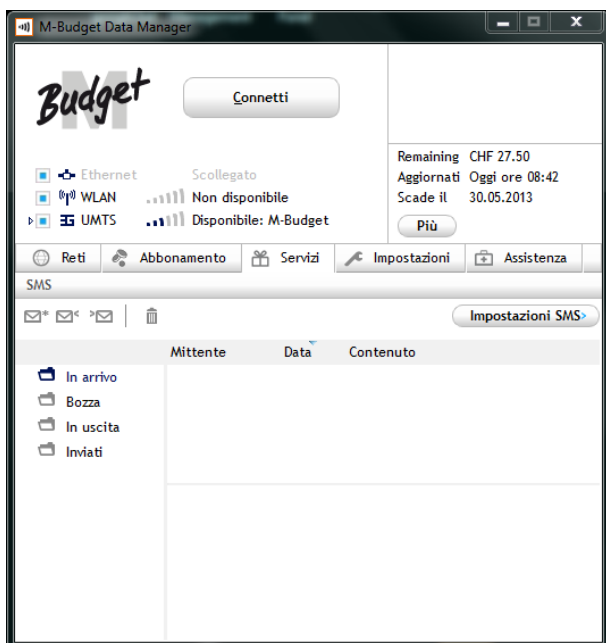 M-Budget Data Manager
Budget
M
Connetti
Remaining CHF 27.50
Ethernet Scollegato
Aggiornati Oggi ore 08:42
WLAN Non disponibile
Scade il 30.05.2013
3G UMTS Disponibile: M-Budget
Più
Reti Abbonamento Servizi Impostazioni Assistenza
SMS
Impostazioni SMS>
Mittente Data Contenuto
In arrivo
Bozza
In uscita
Inviati